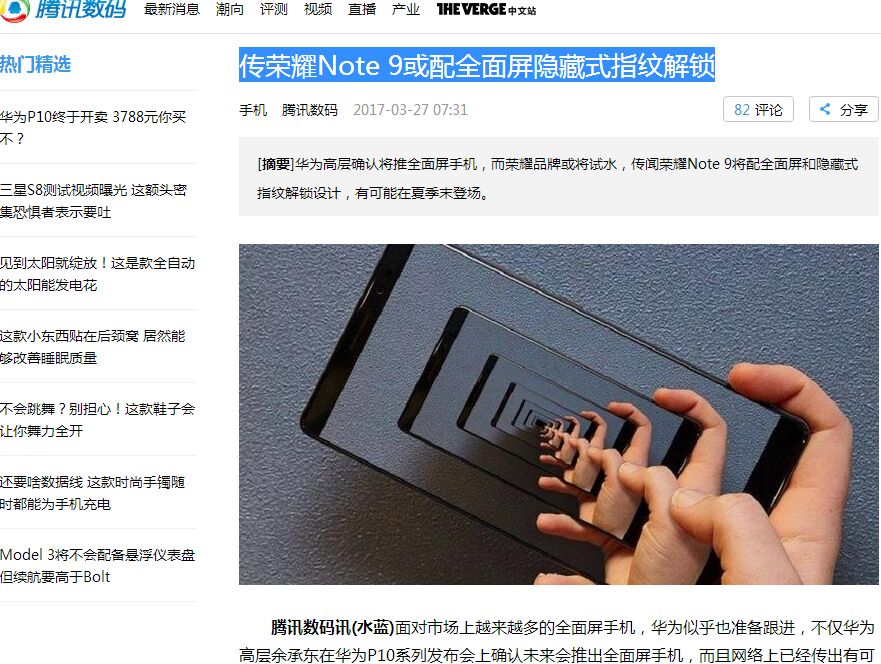 腾讯数码
最新消息 潮向 评测 视频 直播 产业 THE VERGE 中文站
热门精选
华为P10终于开卖 3788元你买
不？
三星S8测试视频曝光 这额头密
集恐惧者表示要吐
见到太阳就绽放！这是款全自动
的太阳能发电花
这款小东西贴在后颈窝 居然能
够改善睡眠质量
不会跳舞？别担心！这款鞋子会
让你舞力全开
还要啥数据线 这款时尚手镯随
时都能为手机充电
Model 3将不会配备悬浮仪表盘
但续航要高于Bolt
传荣耀Note 9或配全面屏隐藏式指纹解锁
手机 腾讯数码 2017-03-27 07:31
82 评论 分享
[摘要]华为高层确认将推全面屏手机，而荣耀品牌或将试水，传闻荣耀Note 9将配全面屏和隐藏式
指纹解锁设计，有可能在夏季末登场。
腾讯数码讯(水蓝)面对市场上越来越多的全面屏手机，华为似乎也准备跟进，不仅华为
高层余承东在华为P10系列发布会上确认未来会推出全面屏手机，而且网络上已经传出有可